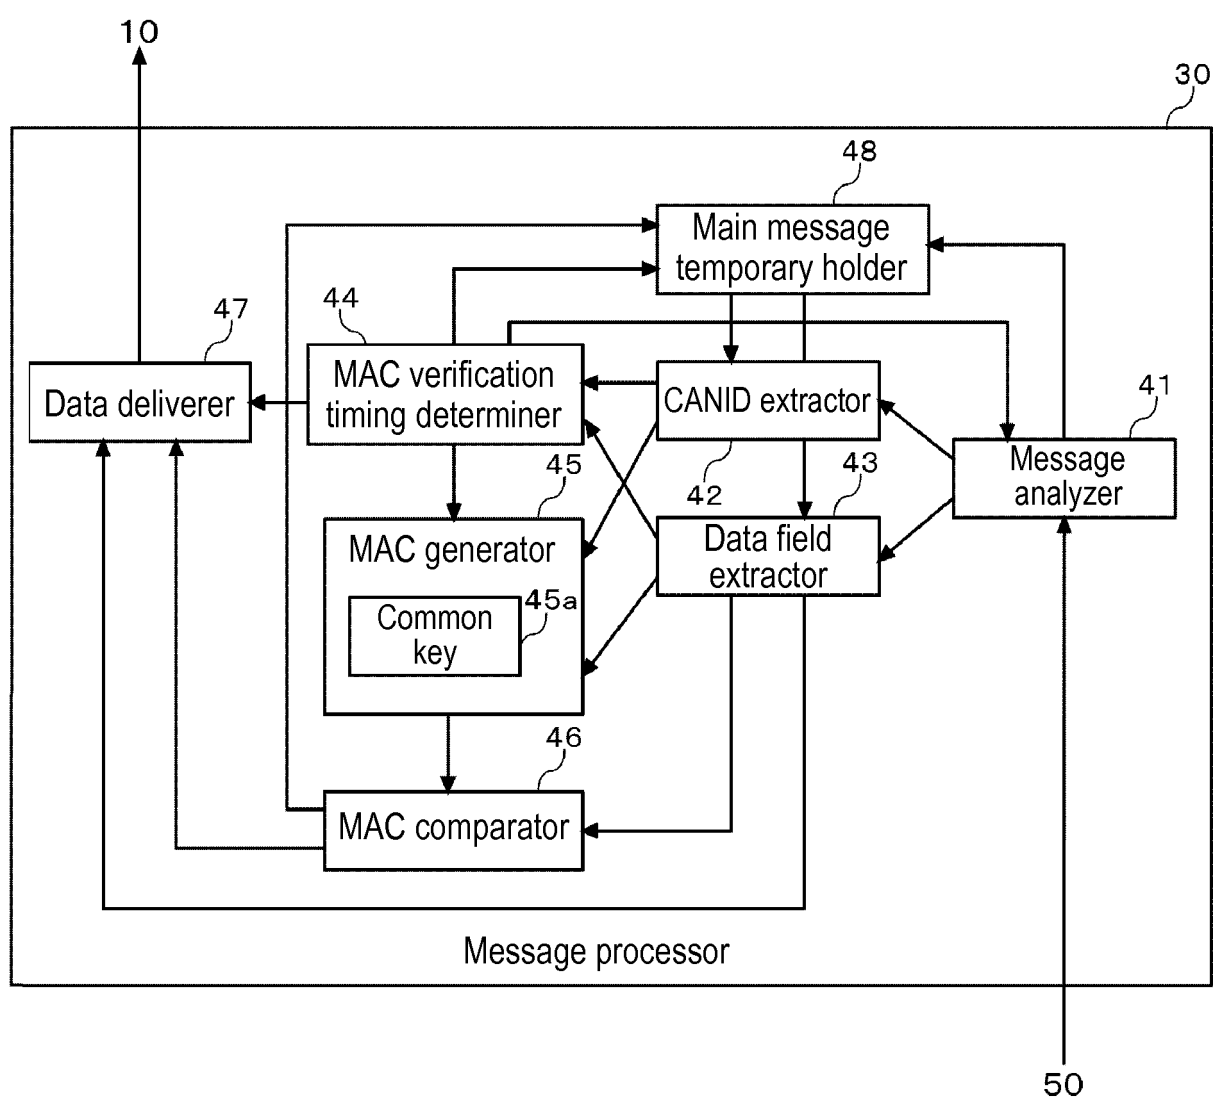 10
30
48
Main message
temporary holder
47
44
Data deliverer
MAC verification
timing determiner
CANID extractor
41
Message
analyzer
42
43
45
MAC generator
Data field
extractor
45a
Common
key
46
MAC comparator
Message processor
50